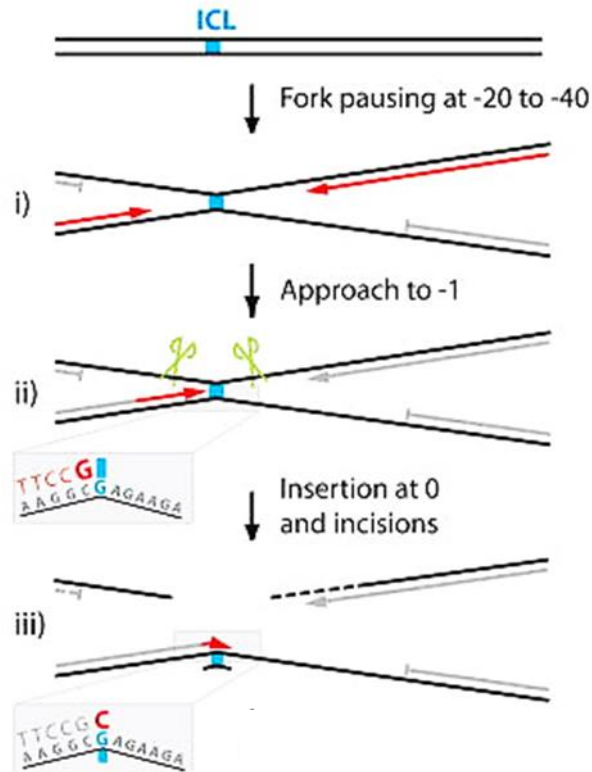 ICL
Fork pausing at -20 to -40
i)
Approach to -1
ii)
TTCCG
AAGGCGAGAAGA
Insertion at 0
and incisions
iii)
TTCCGC
AAGGCGAGAAGA